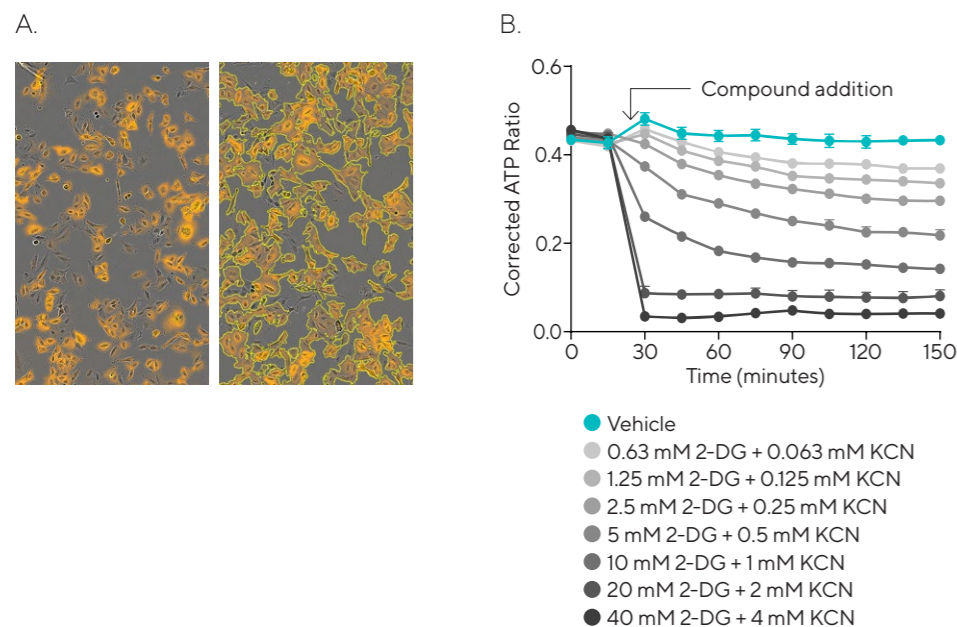 A.
B.
0.6
0.4
0.2
0.0
Corrected ATP Ratio
Compound addition
0 30 60 90 120 150
Time (minutes)
Vehicle
0.63 mM 2-DG + 0.063 mM KCN
1.25 mM 2-DG + 0.125 mM KCN
2.5 mM 2-DG + 0.25 mM KCN
5 mM 2-DG + 0.5 mM KCN
10 mM 2-DG + 1 mM KCN
20 mM 2-DG + 2 mM KCN
40 mM 2-DG + 4 mM KCN